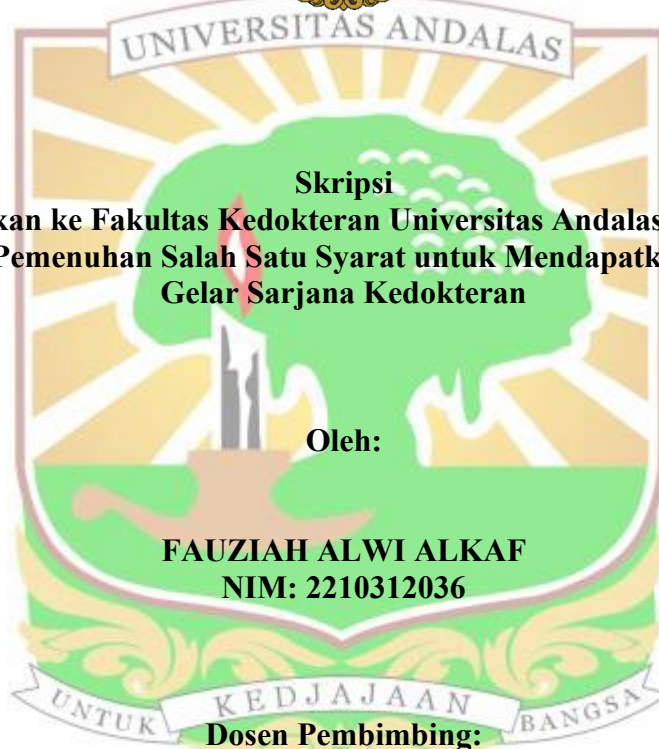 UNIVERSITAS ANDALAS
Skripsi
kan ke Fakultas Kedokteran Universitas Andalas
Pemenuhan Salah Satu Syarat untuk Mendapatk
Gelar Sarjana Kedokteran
Oleh:
FAUZIAH ALWI ALKAF
NIM: 2210312036
UNTUK KEDJAJAAN BANGSA
Dosen Pembimbing: